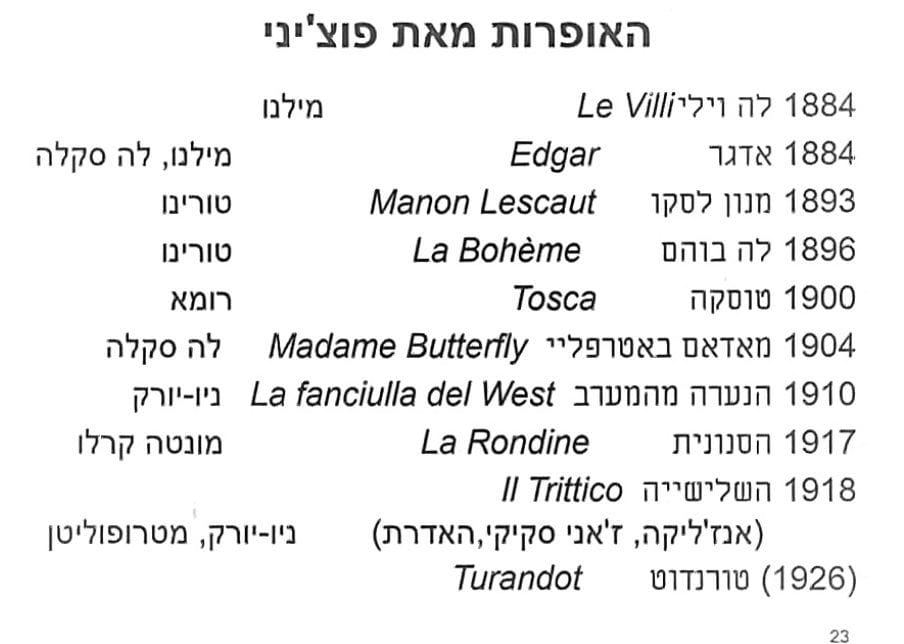 האופרות מאת פוצ'יני
1884 לה וילי Le Villi מילנו
1884 אדגר Edgar מילנו, לה סקלה
1893 מנון לסקו Manon Lescaut טורינו
1896 לה בוהם La Bohème טורינו
1900 טוסקה Tosca רומא
1904 מאדאם באטרפליי Madame Butterfly לה סקלה
1910 הנערה מהמערב La fanciulla del West ניו-יורק
1917 הסנונית La Rondine מונטה קרלו
1918 השלישייה Il Trittico
(אנז'ליקה, ז'אני סקיקי,האדרת) ניו-יורק, מטרופוליטן
(1926) טורנדוט Turandot
23